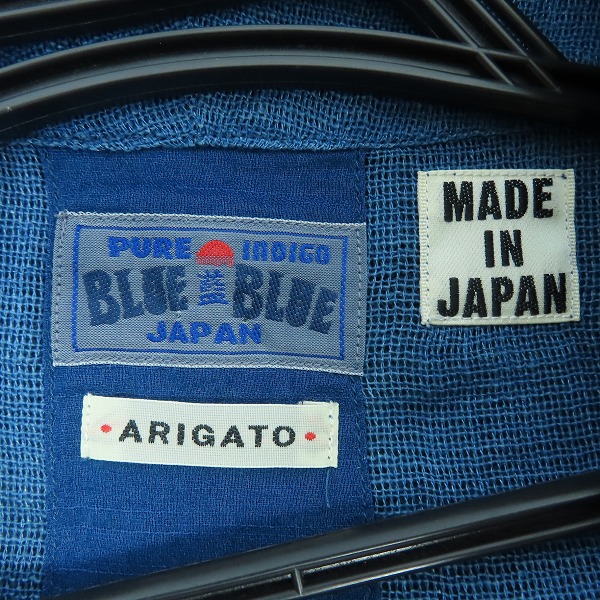 PURE INDIGO
BLUE 藍 BLUE
JAPAN
• ARIGATO •
MADE
IN
JAPAN